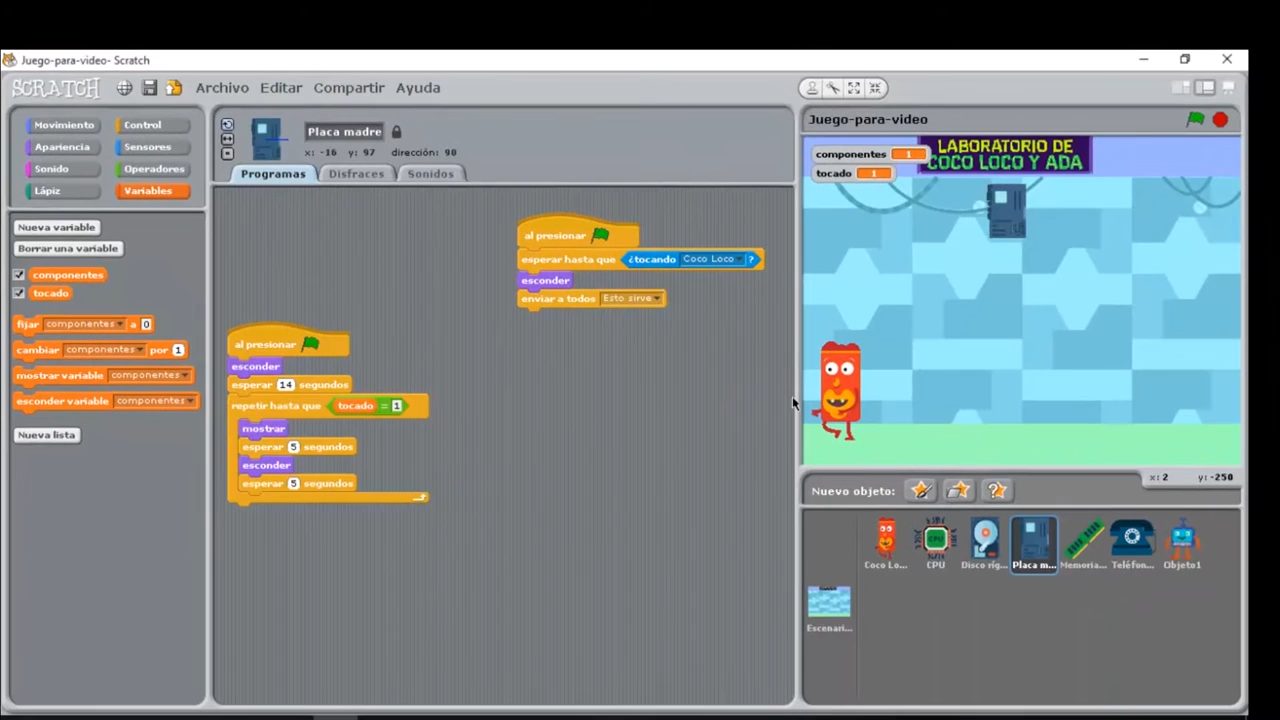 Juego-para-video- Scratch
SCRATCH
Archivo Editar Compartir Ayuda
Movimiento Control
Apariencia Sensores
Sonido Operadores
Lápiz Variables
Nueva variable
Borrar una variable
componentes
tocado
fijar componentes a 0
cambiar componentes por 1
mostrar variable componentes
esconder variable componentes
Nueva lista
Placa madre
x: -16 y: 97 dirección: 90
Programas Disfraces Sonidos
al presionar
esperar hasta que ¿tocando Coco Loco ?
esconder
enviar a todos Esto sirve
al presionar
esconder
esperar 14 segundos
repetir hasta que tocado = 1
mostrar
esperar 5 segundos
esconder
esperar 5 segundos
Juego-para-video
componentes 1
tocado 1
LABORATORIO DE
COCO LOCO Y ADA
x: 2 y: -250
Nuevo objeto:
CPU
Coco Lo... CPU Disco ríg... Placa m... Memoria... Teléfon... Objeto1
Escenari...